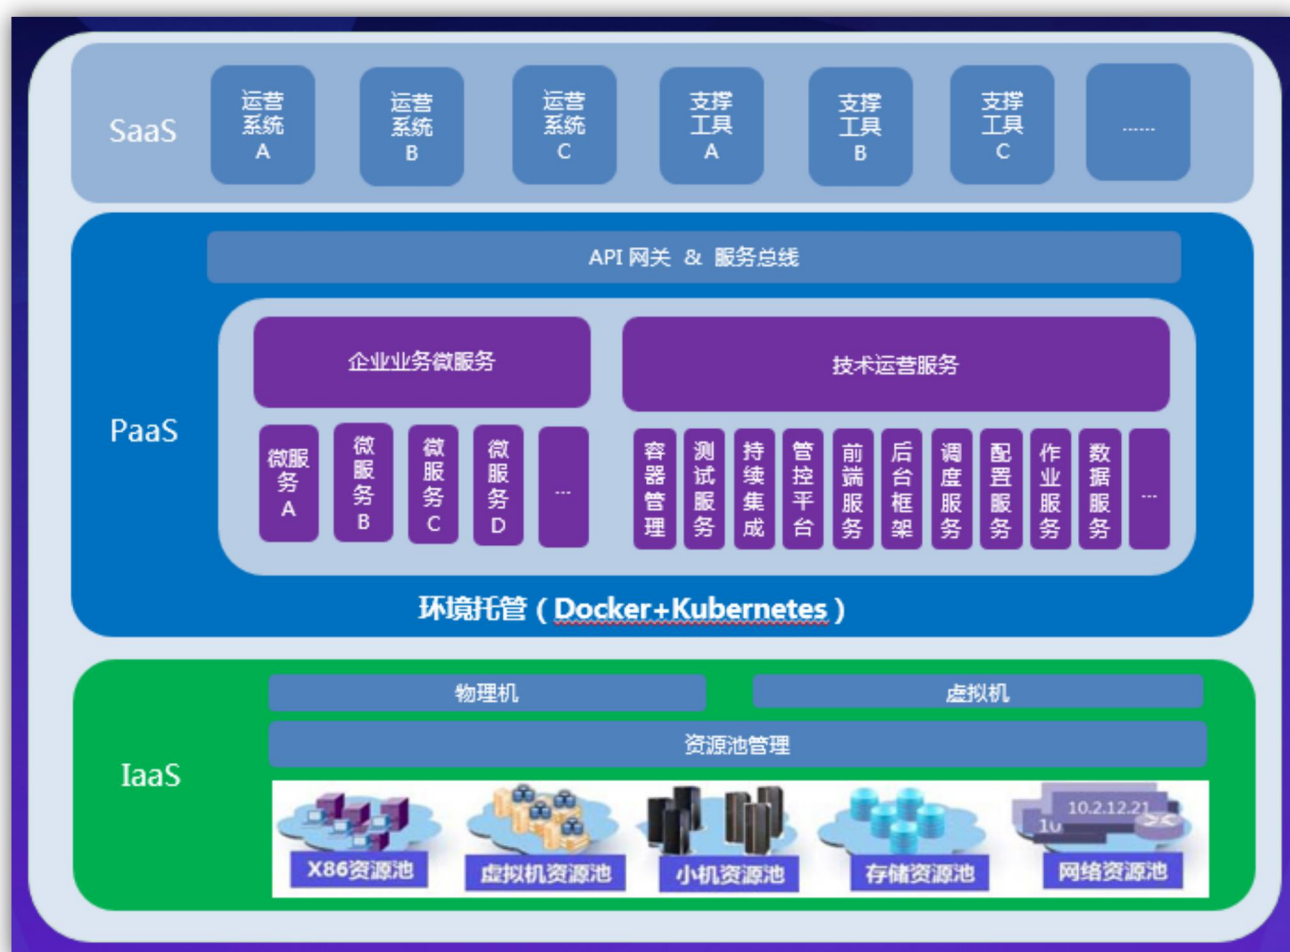 SaaS
运营
系统
A
运营
系统
B
运营
系统
C
支撑
工具
A
支撑
工具
B
支撑
工具
C
......
PaaS
API 网关 & 服务总线
企业业务微服务
技术运营服务
微服
务
A
微
服
务
B
微
服
务
C
微
服
务
D
...
容
器
管
理
测
试
服
务
持
续
集
成
管
控
平
台
前
端
服
务
后
台
框
架
调
度
服
务
配
置
服
务
作
业
服
务
数
据
服
务
...
环境托管(Docker+Kubernetes)
IaaS
物理机
虚拟机
资源池管理
10.2.12.21
10
X86资源池
虚拟机资源池
小机资源池
存储资源池
网络资源池